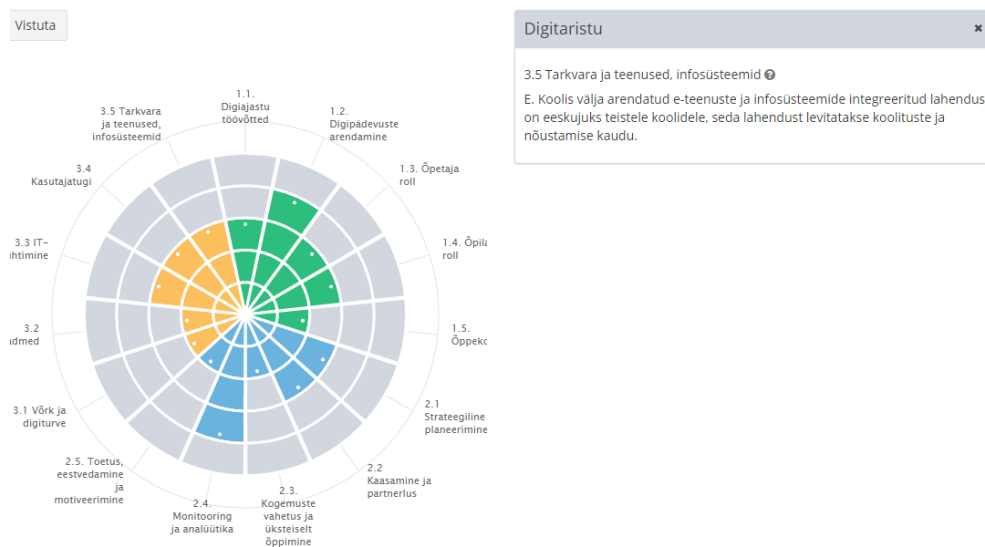 Vistuta
Digitaristu
3.5 Tarkvara ja teenused, infosüsteemid
E. Koolis välja arendatud e-teenuste ja infosüsteemide integreeritud lahendus
on eeskujuks teistele koolidele, seda lahendust levitatakse koolituste ja
nõustamise kaudu.
1.1.
Digiajastu
töövõtted
1.2.
Digipädevuste
arendamine
1.3. Õpetaja
roll
1.4. Õpila
roll
1.5.
Õppeko
2.1
Strateegiline
planeerimine
2.2
Kaasamine ja
partnerlus
2.3.
Kogemuste
vahetus ja
üksteiselt
õppimine
2.4.
Monitooring
ja analüütika
2.5. Toetus,
eestvedamine
ja
motiveerimine
3.1 Võrk ja
digiturve
3.2
admed
3.3 IT-
uhtimine
3.4
Kasutajatugi
3.5 Tarkvara
ja teenused,
infosüsteemid